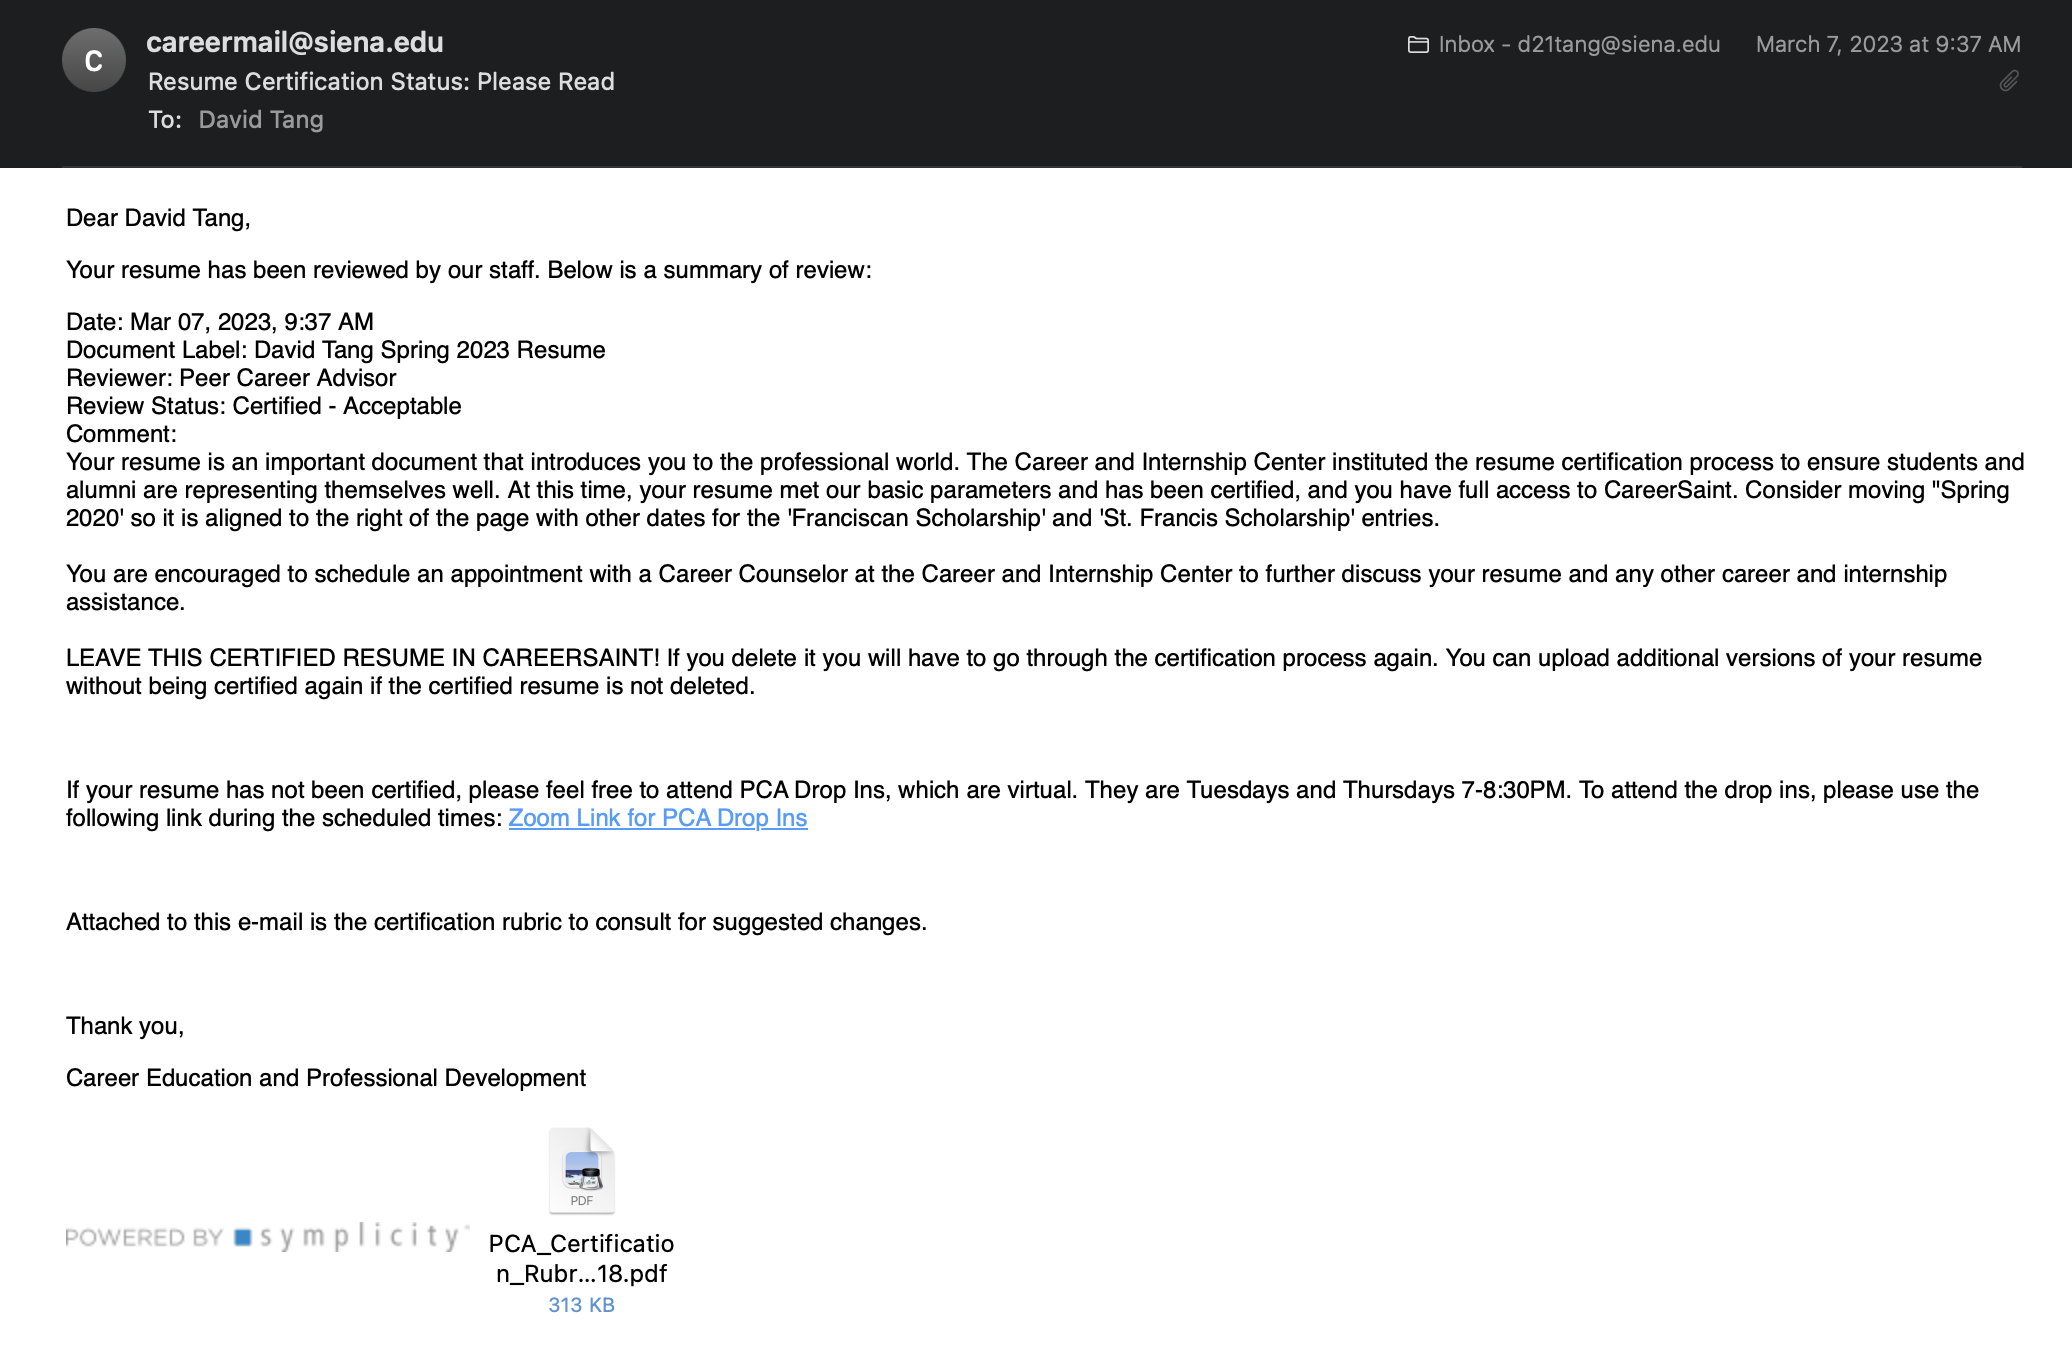 careermail@siena.edu
Inbox - d21tang@siena.edu March 7, 2023 at 9:37 AM
C
Resume Certification Status: Please Read
To: David Tang
Dear David Tang,
Your resume has been reviewed by our staff. Below is a summary of review:
Date: Mar 07, 2023, 9:37 AM
Document Label: David Tang Spring 2023 Resume
Reviewer: Peer Career Advisor
Review Status: Certified - Acceptable
Comment:
Your resume is an important document that introduces you to the professional world. The Career and Internship Center instituted the resume certification process to ensure students and
alumni are representing themselves well. At this time, your resume met our basic parameters and has been certified, and you have full access to CareerSaint. Consider moving "Spring
2020' so it is aligned to the right of the page with other dates for the 'Franciscan Scholarship' and 'St. Francis Scholarship' entries.
You are encouraged to schedule an appointment with a Career Counselor at the Career and Internship Center to further discuss your resume and any other career and internship
assistance.
LEAVE THIS CERTIFIED RESUME IN CAREERSAINT! If you delete it you will have to go through the certification process again. You can upload additional versions of your resume
without being certified again if the certified resume is not deleted.
If your resume has not been certified, please feel free to attend PCA Drop Ins, which are virtual. They are Tuesdays and Thursdays 7-8:30PM. To attend the drop ins, please use the
following link during the scheduled times: Zoom Link for PCA Drop Ins
Attached to this e-mail is the certification rubric to consult for suggested changes.
Thank you,
Career Education and Professional Development
PDF
POWERED BY symplicity
PCA_Certificatio
n_Rubr...18.pdf
313 KB